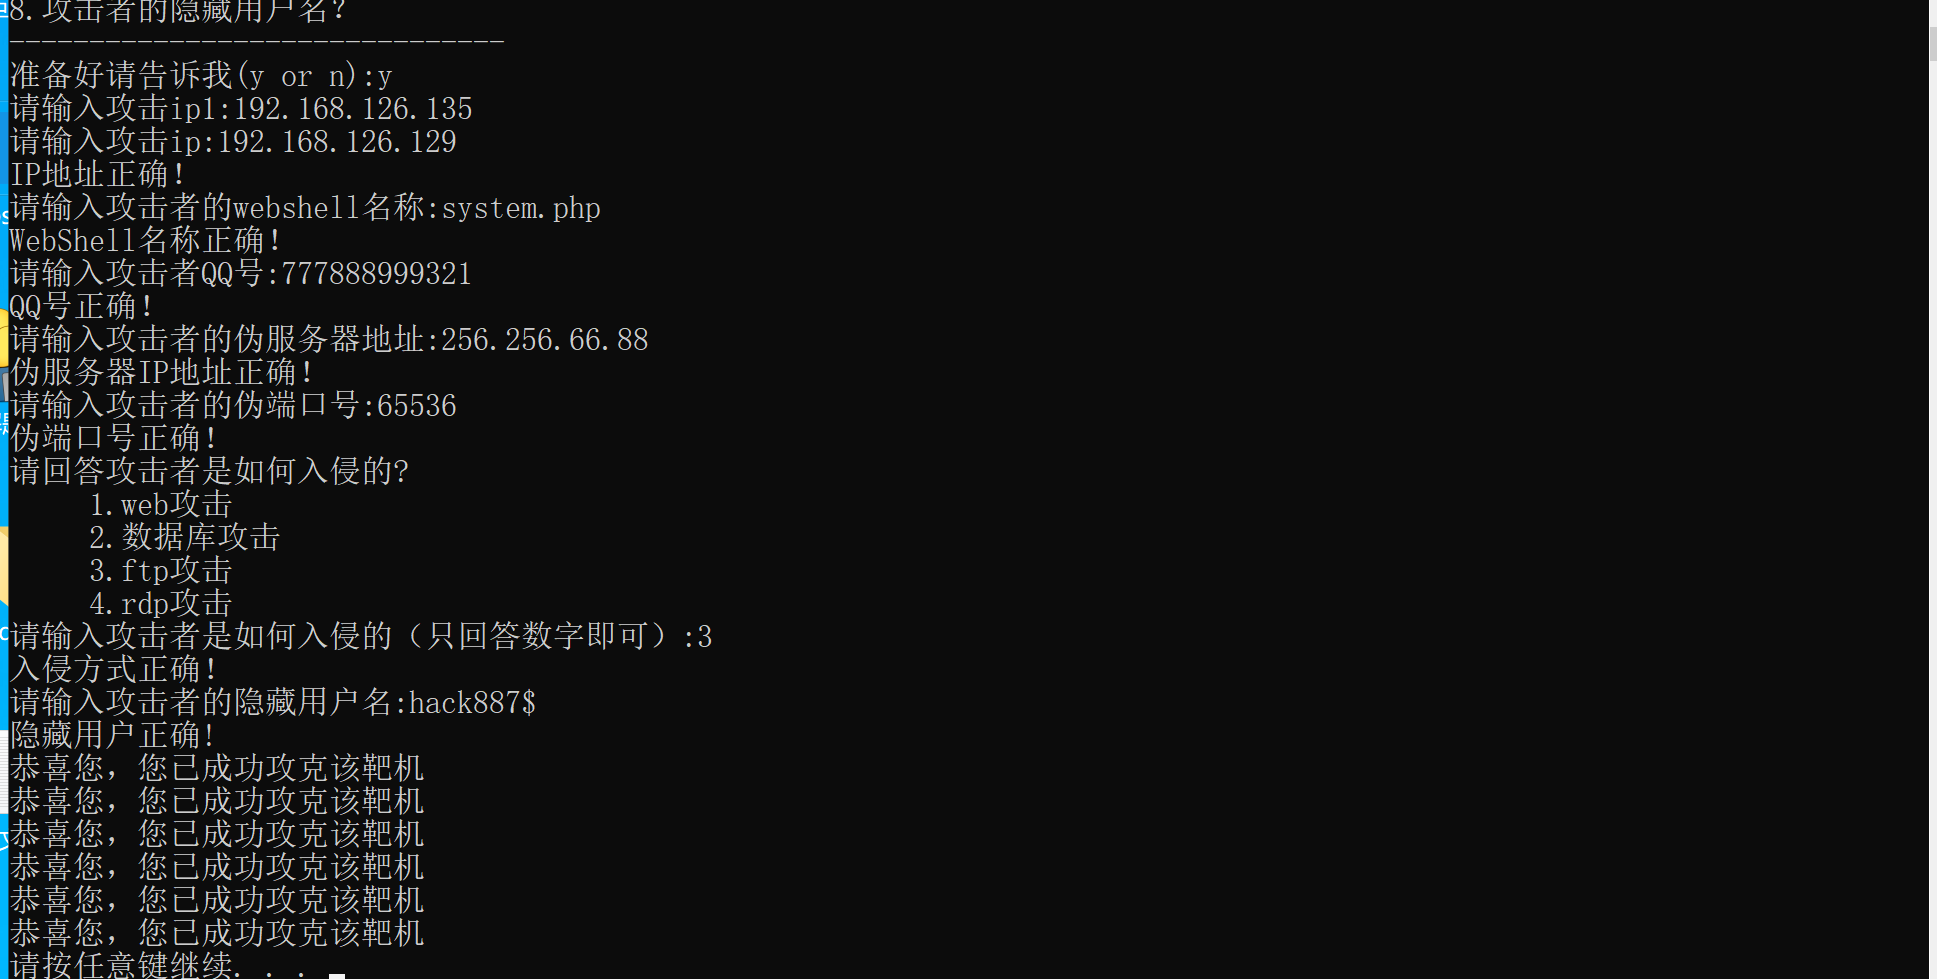 8.攻击者的隐藏用户名?
-------------------------------
准备好请告诉我(y or n):y
请输入攻击ip1:192.168.126.135
请输入攻击ip:192.168.126.129
IP地址正确!
请输入攻击者的webshell名称:system.php
WebShell名称正确!
请输入攻击者QQ号:777888999321
QQ号正确!
请输入攻击者的伪服务器地址:256.256.66.88
伪服务器IP地址正确!
请输入攻击者的伪端口号:65536
伪端口号正确!
请回答攻击者是如何入侵的?
1.web攻击
2.数据库攻击
3.ftp攻击
4.rdp攻击
请输入攻击者是如何入侵的（只回答数字即可）:3
入侵方式正确!
请输入攻击者的隐藏用户名:hack887$
隐藏用户正确!
恭喜您，您已成功攻克该靶机
恭喜您，您已成功攻克该靶机
恭喜您，您已成功攻克该靶机
恭喜您，您已成功攻克该靶机
恭喜您，您已成功攻克该靶机
恭喜您，您已成功攻克该靶机
请按任意键继续. . .